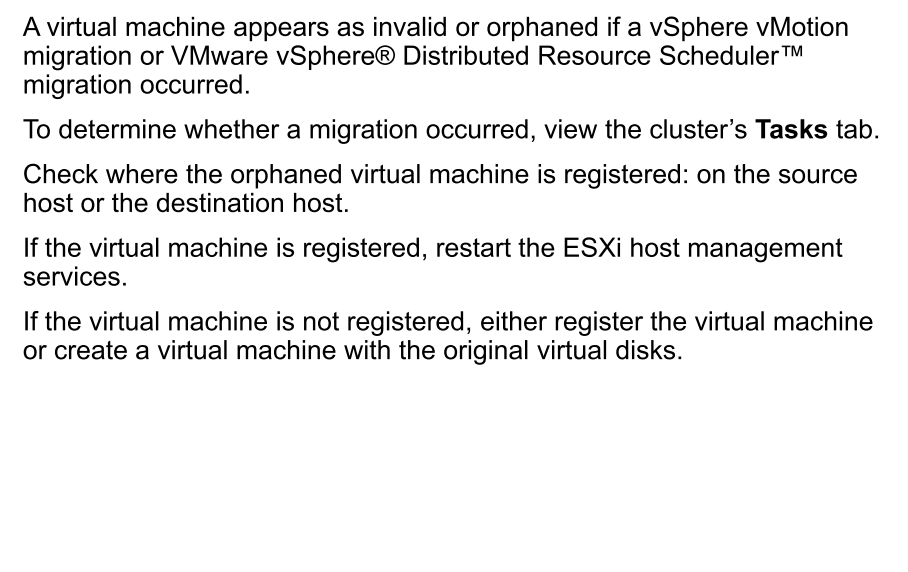 A virtual machine appears as invalid or orphaned if a vSphere vMotion
migration or VMware vSphere® Distributed Resource Scheduler™
migration occurred.
To determine whether a migration occurred, view the cluster’s Tasks tab.
Check where the orphaned virtual machine is registered: on the source
host or the destination host.
If the virtual machine is registered, restart the ESXi host management
services.
If the virtual machine is not registered, either register the virtual machine
or create a virtual machine with the original virtual disks.